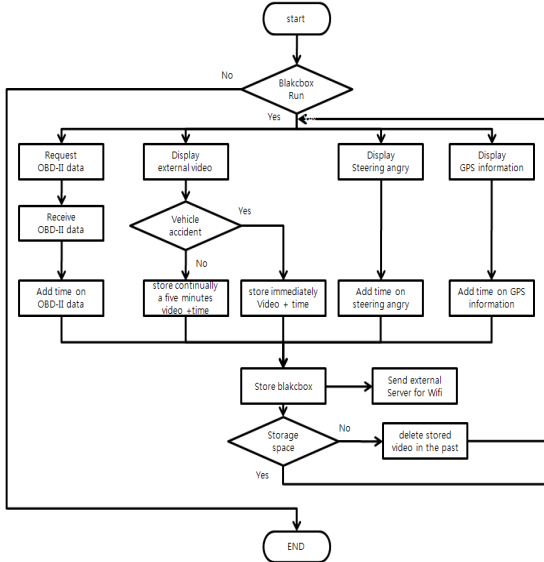 start
No
Blakcbox
Run
Yes
Request
OBD-II data
Display
external video
Display
Steering angry
Display
GPS information
Receive
OBD-II data
Vehicle
accident
Yes
No
Add time on
OBD-II data
store continually
a five minutes
video +time
store immediately
Video + time
Add time on
steering angry
Add time on GPS
information
Store blakcbox
Send external
Server for Wifi
Storage
space
No
delete stored
video in the past
Yes
END